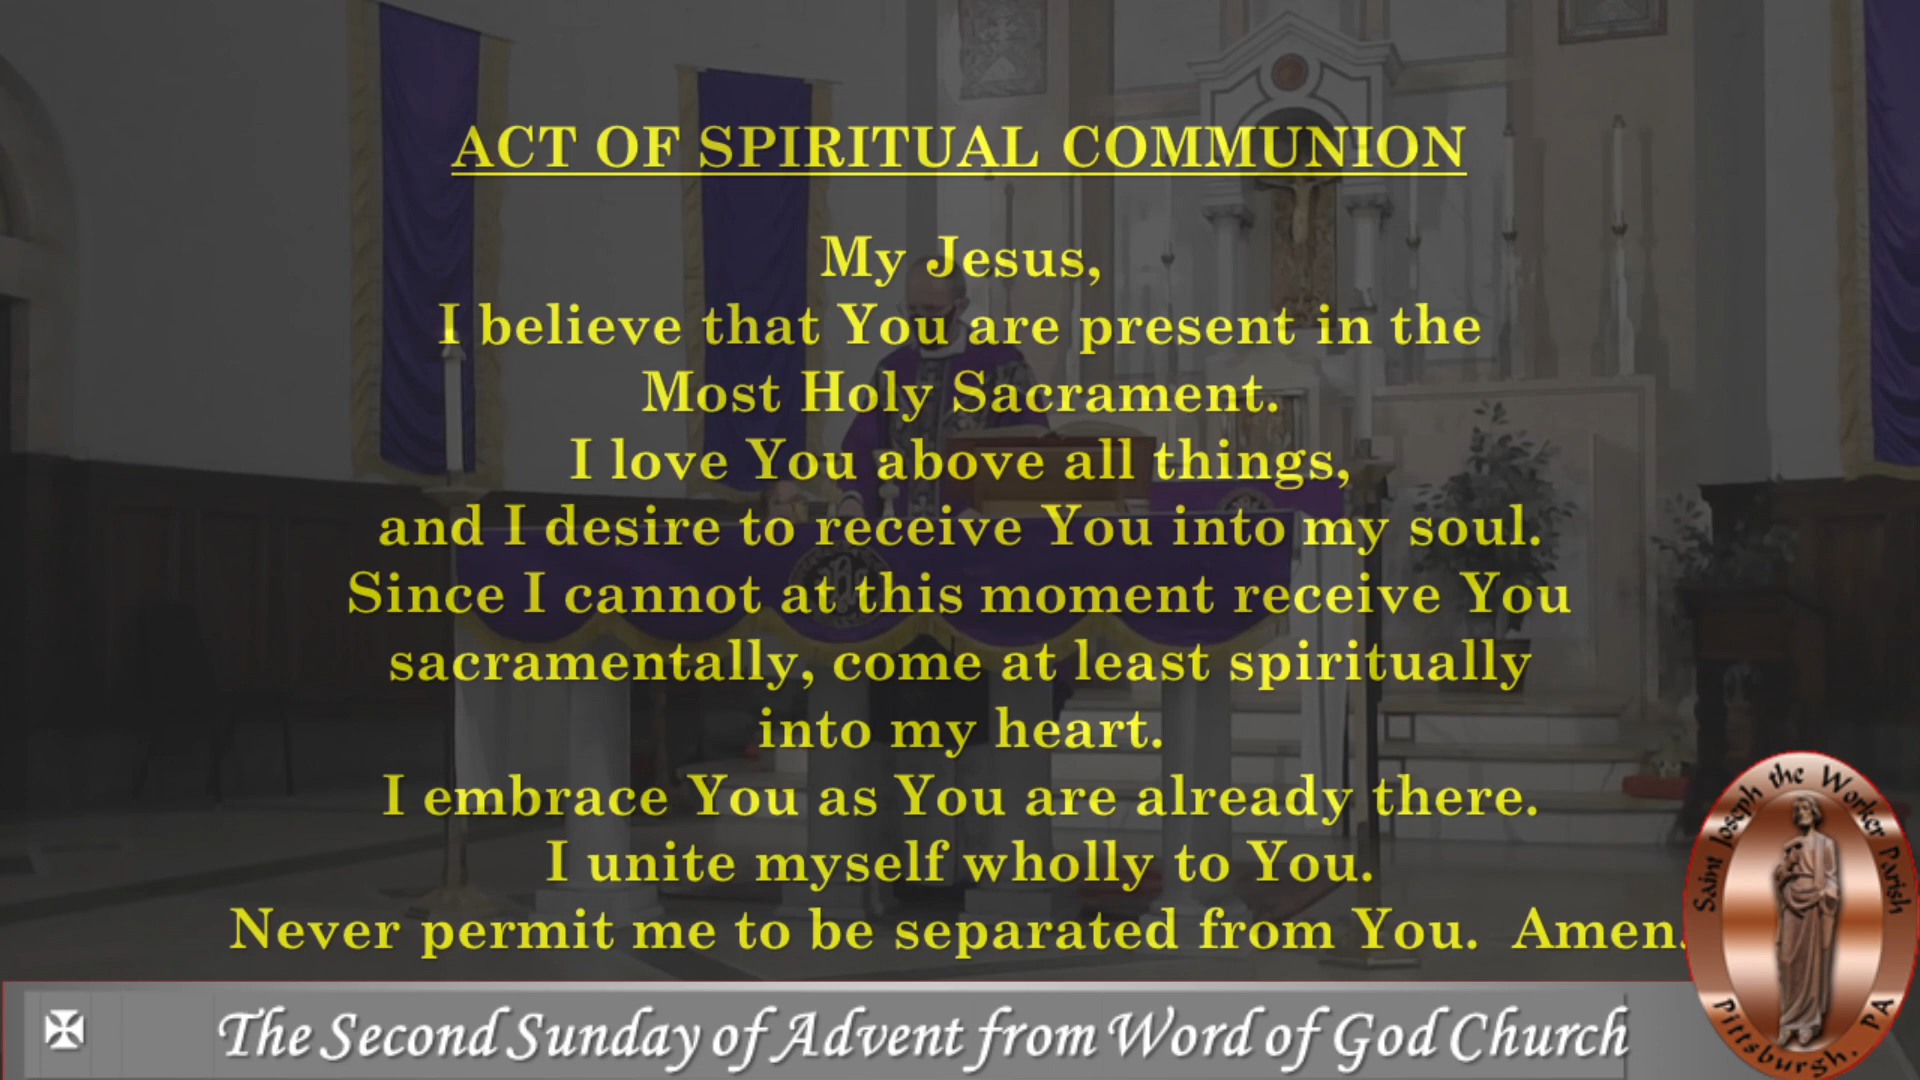 ACT OF SPIRITUAL COMMUNION
My Jesus,
I believe that You are present in the
Most Holy Sacrament.
I love You above all things,
and I desire to receive You into my soul.
Since I cannot at this moment receive You
sacramentally, come at least spiritually
into my heart.
I embrace You as You are already there.
I unite myself wholly to You.
Never permit me to be separated from You. Amen.
Saint Joseph the Worker Parish
Pittsburgh, PA
The Second Sunday of Advent from Word of God Church